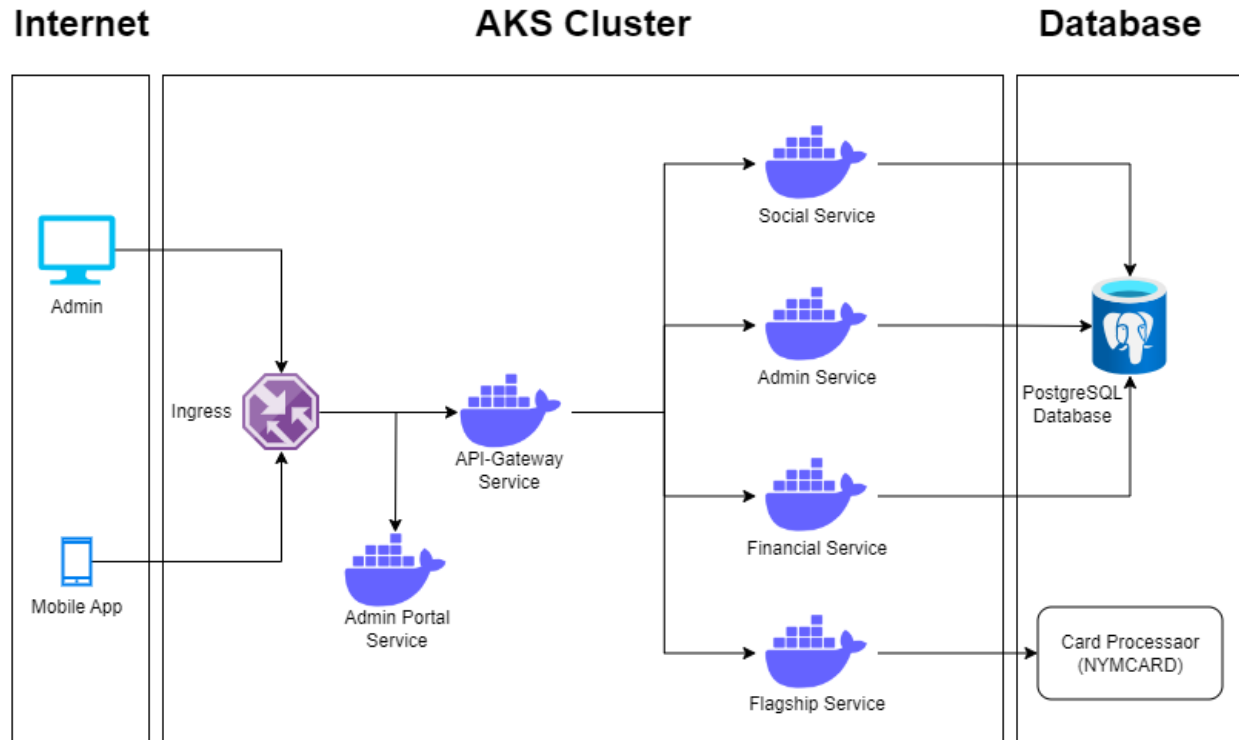 Internet
AKS Cluster
Database
Admin
Mobile App
Ingress
API-Gateway
Service
Admin Portal
Service
Social Service
Admin Service
Financial Service
Flagship Service
PostgreSQL
Database
Card Processaor
(NYMCARD)